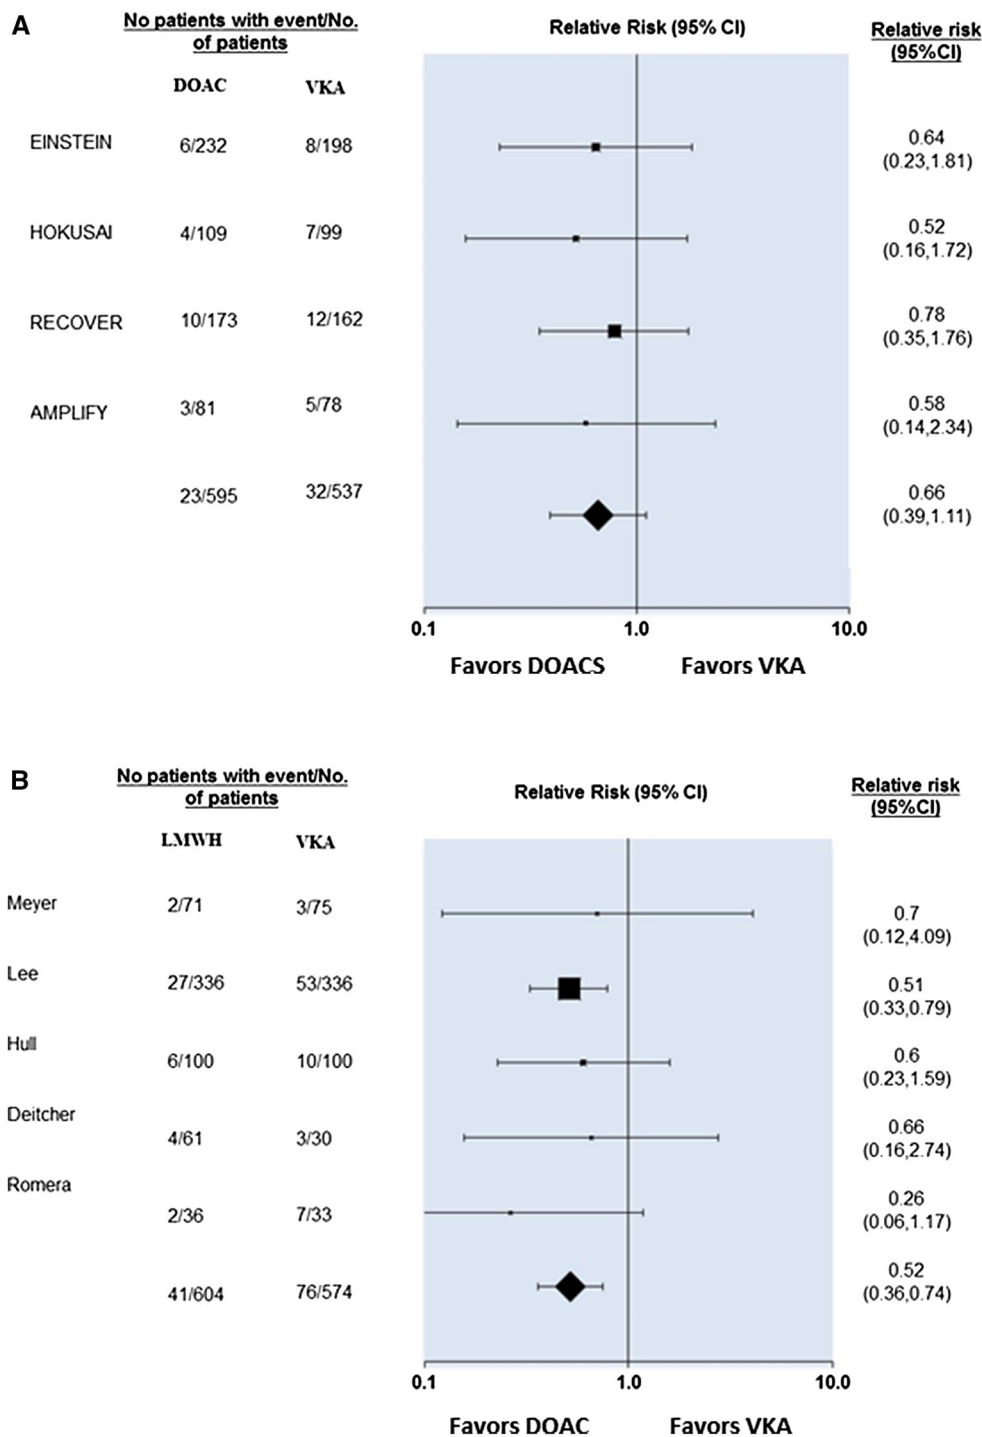 A
No patients with event/No.
of patients
Relative Risk (95% CI)
Relative risk
(95%CI)
DOAC VKA
EINSTEIN 6/232 8/198 0.64
(0.23,1.81)
HOKUSAI 4/109 7/99 0.52
(0.16,1.72)
RECOVER 10/173 12/162 0.78
(0.35,1.76)
AMPLIFY 3/81 5/78 0.58
(0.14,2.34)
23/595 32/537 0.66
(0.39,1.11)
0.1 1.0 10.0
Favors DOACS Favors VKA
B
No patients with event/No.
of patients
Relative Risk (95% CI)
Relative risk
(95%CI)
LMWH VKA
Meyer 2/71 3/75 0.7
(0.12,4.09)
Lee 27/336 53/336 0.51
(0.33,0.79)
Hull 6/100 10/100 0.6
(0.23,1.59)
Deitcher 4/61 3/30 0.66
(0.16,2.74)
Romera 2/36 7/33 0.26
(0.06,1.17)
41/604 76/574 0.52
(0.36,0.74)
0.1 1.0 10.0
Favors DOAC Favors VKA